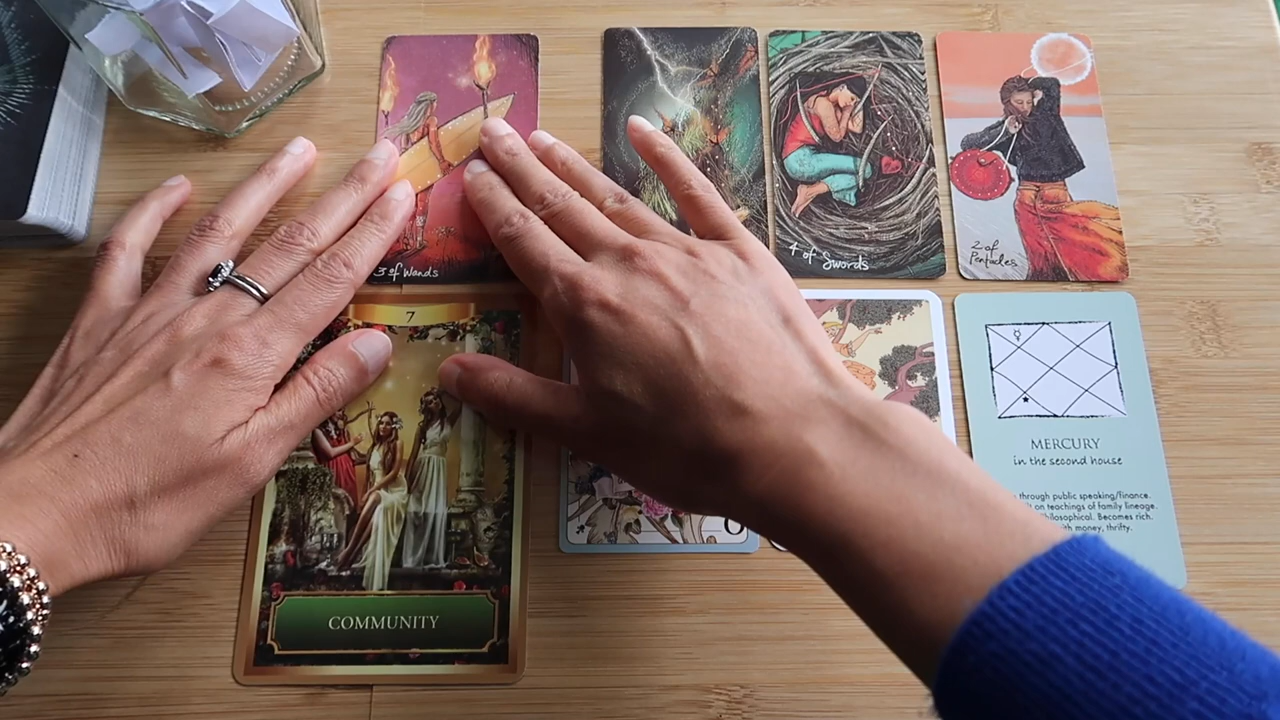 3 of Wands
4 of Swords
2 of
Pentacles
7
COMMUNITY
MERCURY
in the second house
through public speaking/finance.
on teachings of family lineage.
philosophical. Becomes rich.
with money, thrifty.